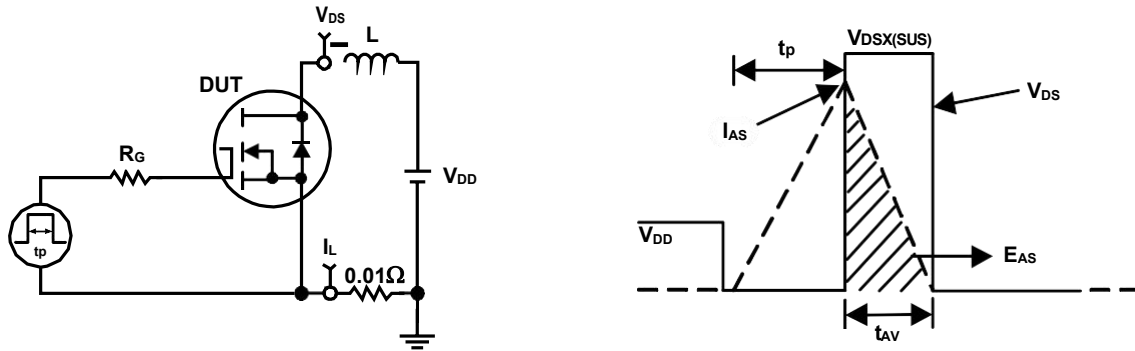 VDS
L
DUT
RG
VDD
tp
IL
0.01Ω
VDSX(SUS)
tp
VDS
IAS
VDD
EAS
tAV